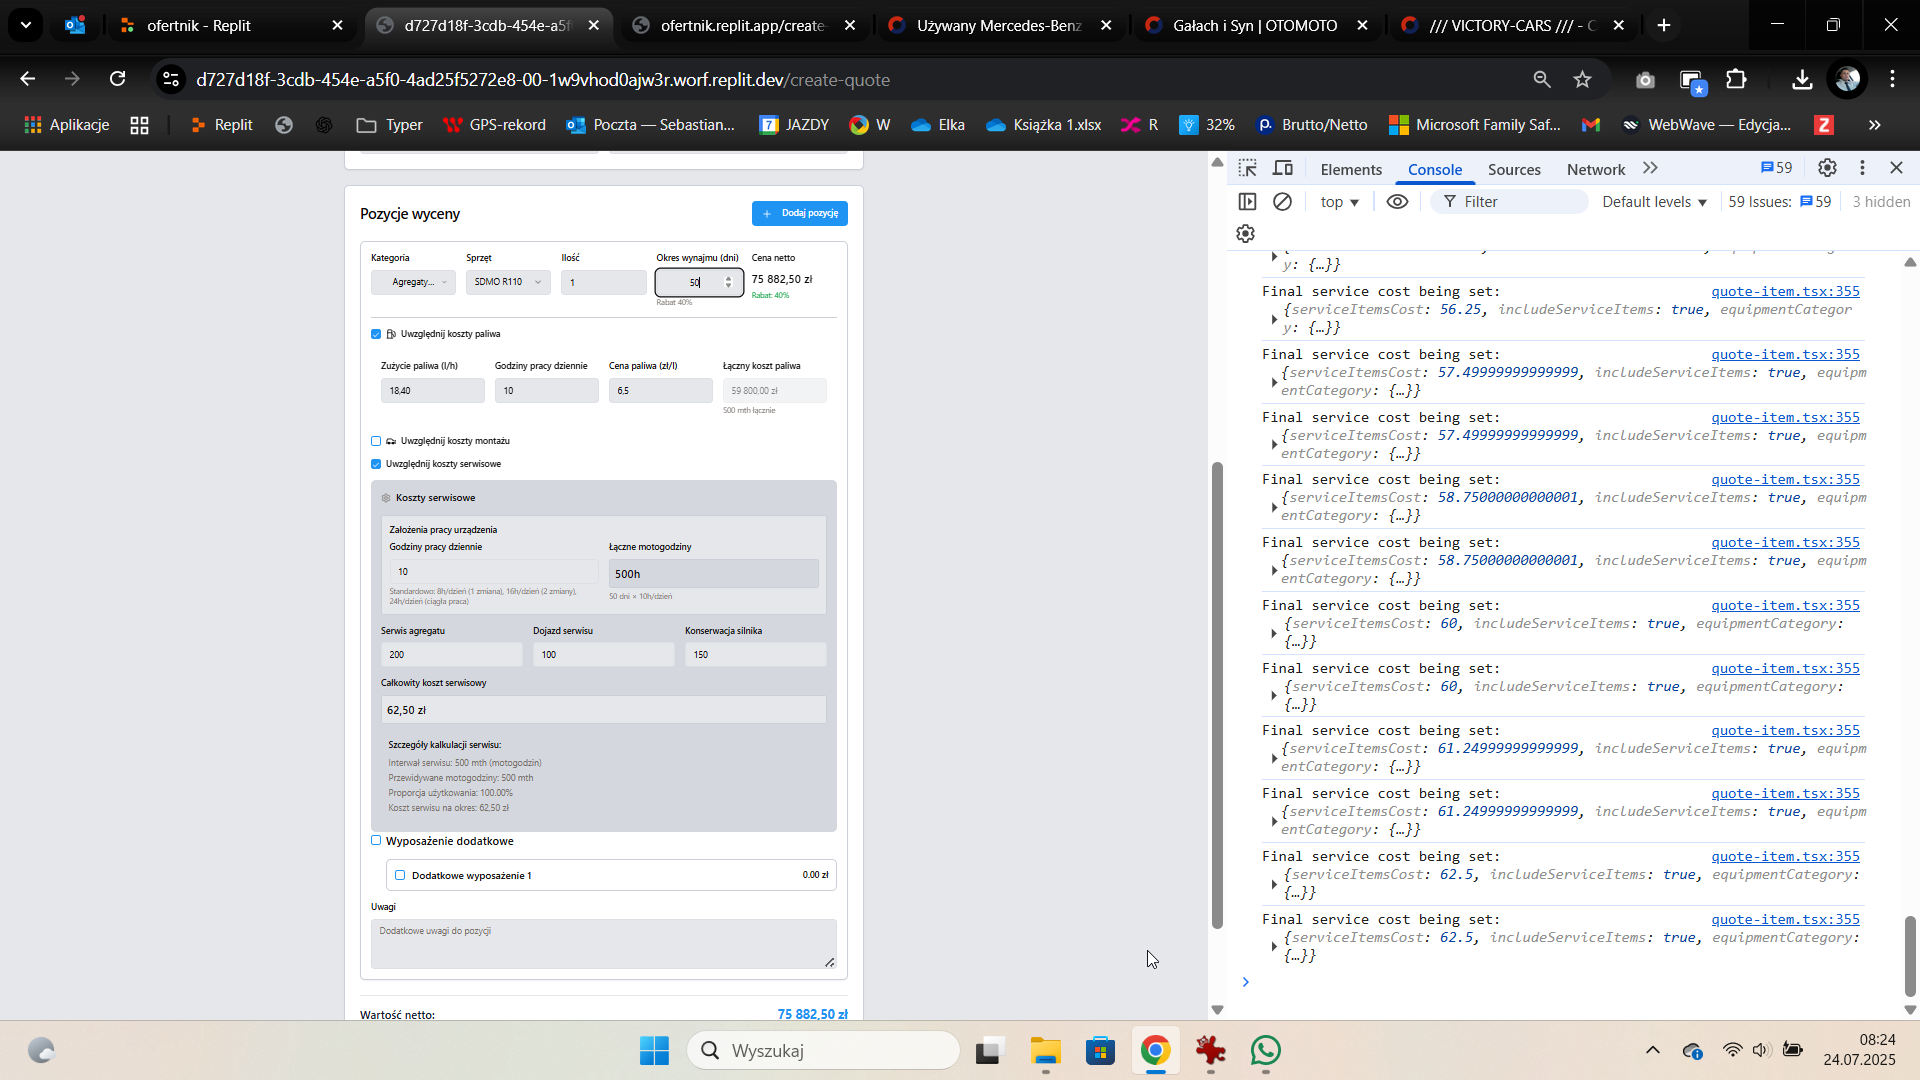 ofertnik - Replit
d727d18f-3cdb-454e-a5f
ofertnik.replit.app/create-
Używany Mercedes-Benz
Gałach i Syn | OTOMOTO
/// VICTORY-CARS /// - C
d727d18f-3cdb-454e-a5f0-4ad25f5272e8-00-1w9vhod0ajw3r.worf.replit.dev/create-quote
Aplikacje
Replit
Typer
GPS-rekord
Poczta — Sebastian...
7 JAZDY
W
Elka
Książka 1.xlsx
R
32%
Brutto/Netto
Microsoft Family Saf...
WebWave — Edycja...
Z
Pozycje wyceny
+ Dodaj pozycję
Kategoria Sprzęt Ilość Okres wynajmu (dni) Cena netto
Agregaty... SDMO R110 1 50 75 882,50 zł
Rabat 40% Rabat: 40%
Uwzględnij koszty paliwa
Zużycie paliwa (l/h) Godziny pracy dziennie Cena paliwa (zł/l) Łączny koszt paliwa
18,40 10 6,5 59 800,00 zł
500 mth łącznie
Uwzględnij koszty montażu
Uwzględnij koszty serwisowe
Koszty serwisowe
Założenia pracy urządzenia
Godziny pracy dziennie Łączne motogodziny
10 500h
Standardowo: 8h/dzień (1 zmiana), 16h/dzień (2 zmiany), 50 dni × 10h/dzień
24h/dzień (ciągła praca)
Serwis agregatu Dojazd serwisu Konserwacja silnika
200 100 150
Całkowity koszt serwisowy
62,50 zł
Szczegóły kalkulacji serwisu:
Interwał serwisu: 500 mth (motogodzin)
Przewidywane motogodziny: 500 mth
Proporcja użytkowania: 100.00%
Koszt serwisu na okres: 62,50 zł
Wyposażenie dodatkowe
Dodatkowe wyposażenie 1 0.00 zł
Uwagi
Dodatkowe uwagi do pozycji
Wartość netto: 75 882,50 zł
Elements Console Sources Network 59
top Filter Default levels 59 Issues: 59 3 hidden
y: {…}}
Final service cost being set: quote-item.tsx:355
{serviceItemsCost: 56.25, includeServiceItems: true, equipmentCategor
y: {…}}
Final service cost being set: quote-item.tsx:355
{serviceItemsCost: 57.49999999999999, includeServiceItems: true, equipm
entCategory: {…}}
Final service cost being set: quote-item.tsx:355
{serviceItemsCost: 57.49999999999999, includeServiceItems: true, equipm
entCategory: {…}}
Final service cost being set: quote-item.tsx:355
{serviceItemsCost: 58.75000000000001, includeServiceItems: true, equipm
entCategory: {…}}
Final service cost being set: quote-item.tsx:355
{serviceItemsCost: 58.75000000000001, includeServiceItems: true, equipm
entCategory: {…}}
Final service cost being set: quote-item.tsx:355
{serviceItemsCost: 60, includeServiceItems: true, equipmentCategory:
{…}}
Final service cost being set: quote-item.tsx:355
{serviceItemsCost: 60, includeServiceItems: true, equipmentCategory:
{…}}
Final service cost being set: quote-item.tsx:355
{serviceItemsCost: 61.24999999999999, includeServiceItems: true, equipm
entCategory: {…}}
Final service cost being set: quote-item.tsx:355
{serviceItemsCost: 61.24999999999999, includeServiceItems: true, equipm
entCategory: {…}}
Final service cost being set: quote-item.tsx:355
{serviceItemsCost: 62.5, includeServiceItems: true, equipmentCategory:
{…}}
Final service cost being set: quote-item.tsx:355
{serviceItemsCost: 62.5, includeServiceItems: true, equipmentCategory:
{…}}
Wyszukaj
08:24
24.07.2025